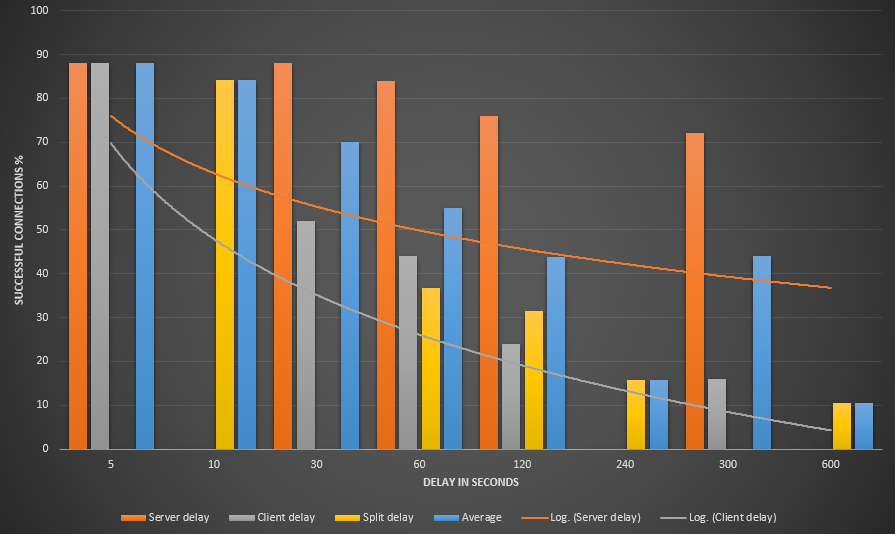 100
90
80
70
60
50
40
30
20
10
0
SUCCESSFUL CONNECTIONS %
5 10 30 60 120 240 300 600
DELAY IN SECONDS
Server delay Client delay Split delay Average Log. (Server delay) Log. (Client delay)